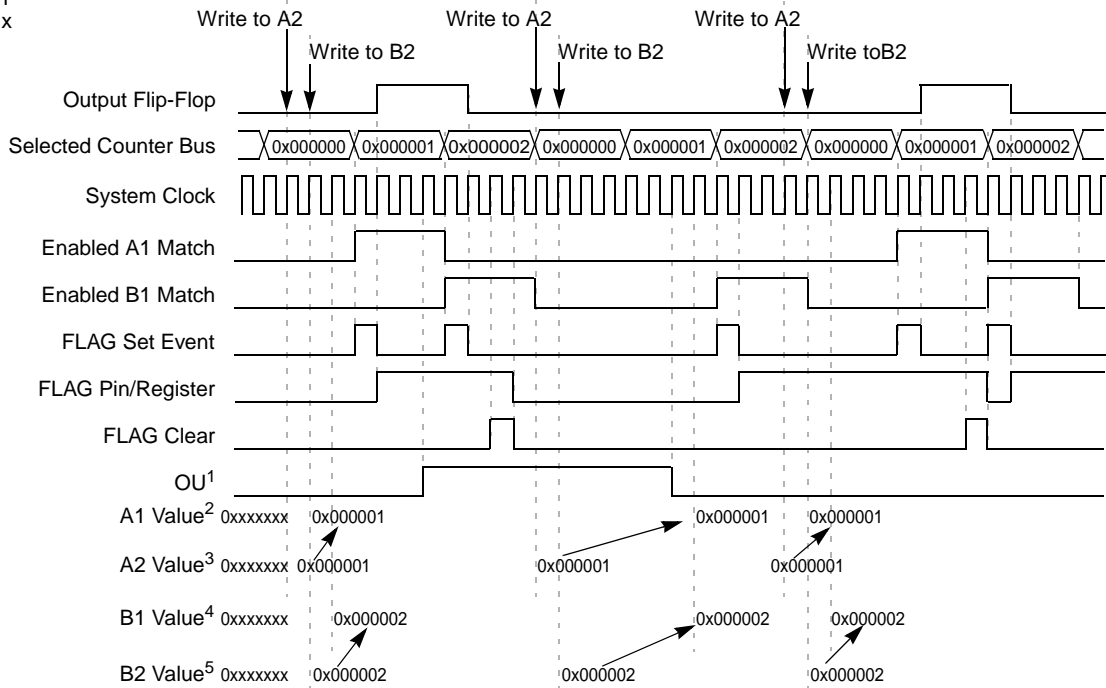 x
Write to A2 Write to A2 Write to A2
Write to B2 Write to B2 Write toB2
Output Flip-Flop
Selected Counter Bus 0x000000 0x000001 0x000002 0x000000 0x000001 0x000002 0x000000 0x000001 0x000002
System Clock
Enabled A1 Match
Enabled B1 Match
FLAG Set Event
FLAG Pin/Register
FLAG Clear
OU1
A1 Value2 0xxxxxxx 0x000001 0x000001 0x000001
A2 Value3 0xxxxxxx 0x000001 0x000001 0x000001
B1 Value4 0xxxxxxx 0x000002 0x000002 0x000002
B2 Value5 0xxxxxxx 0x000002 0x000002 0x000002